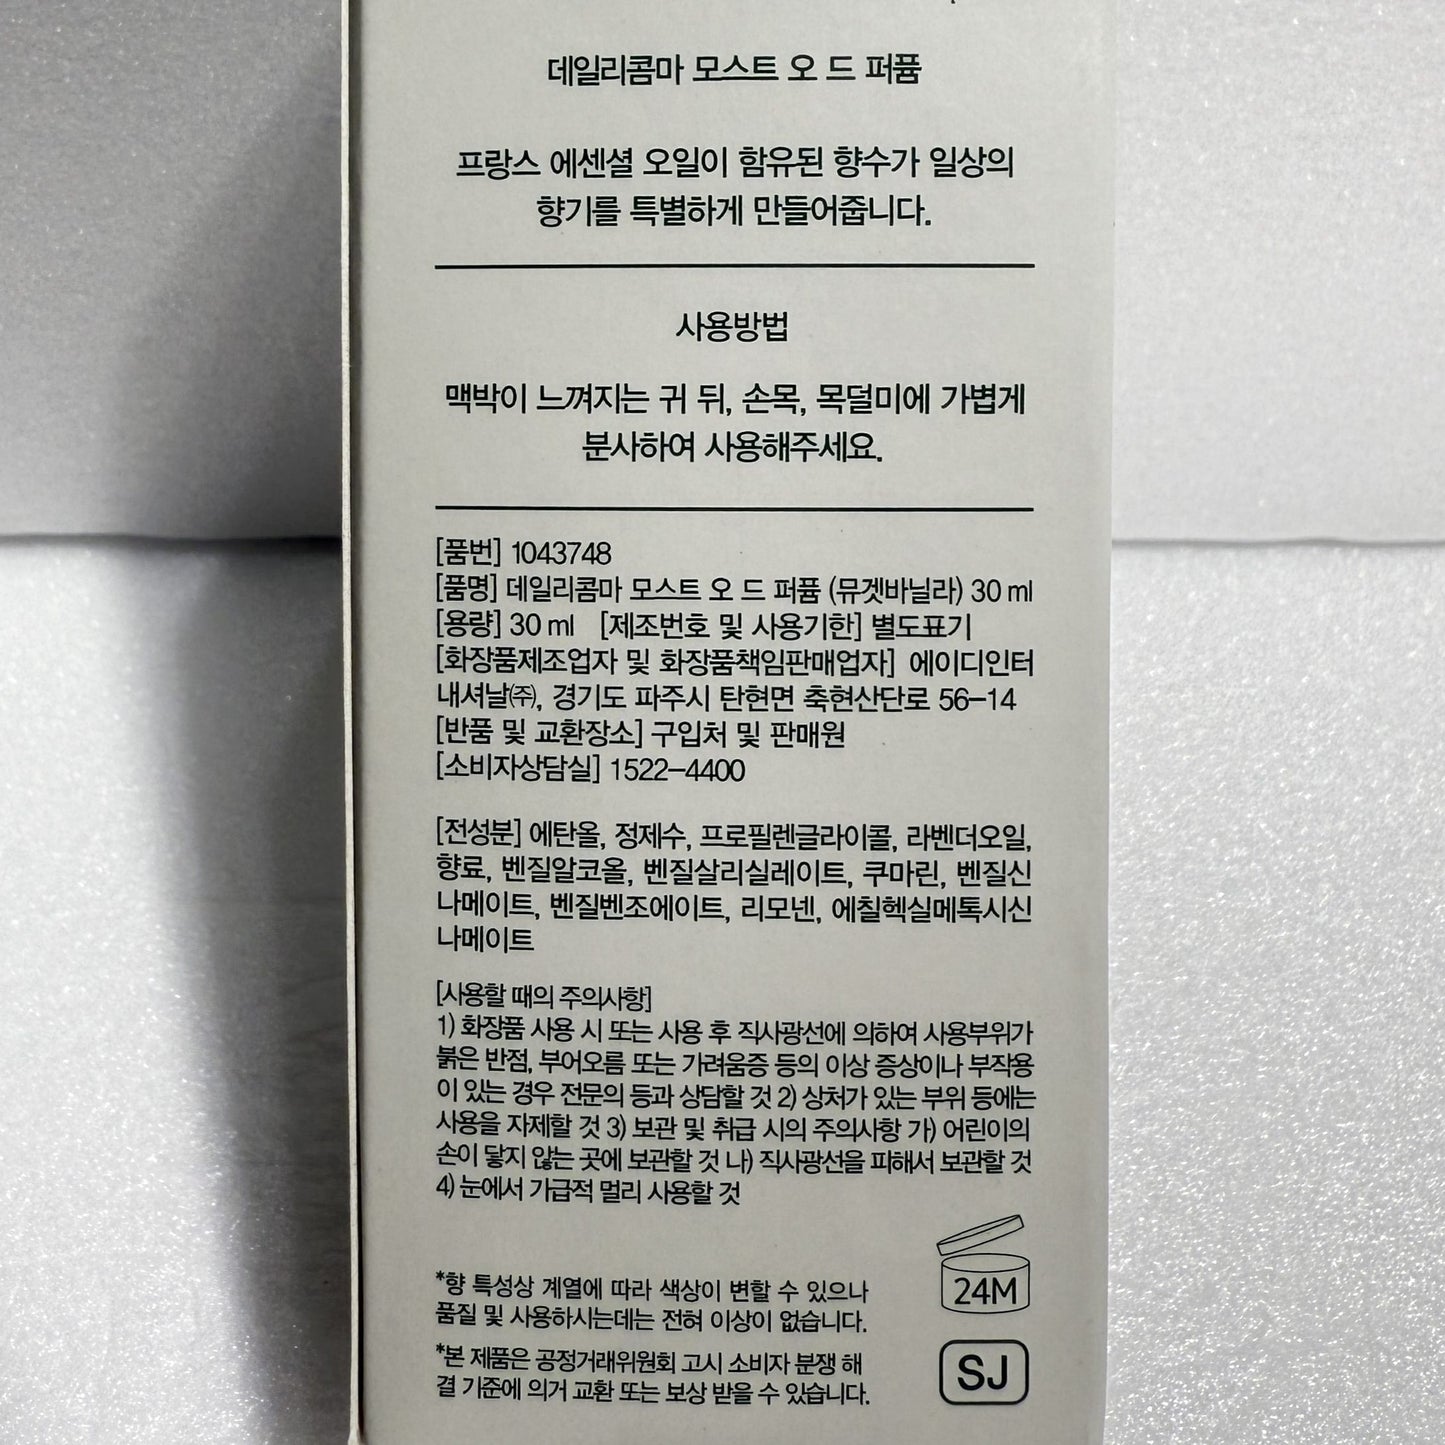 데일리콤마 모스트 오 드 퍼퓸
프랑스 에센셜 오일이 함유된 향수가 일상의
향기를 특별하게 만들어줍니다.
사용방법
맥박이 느껴지는 귀 뒤, 손목, 목덜미에 가볍게
분사하여 사용해주세요.
[품번] 1043748
[품명] 데일리콤마 모스트 오 드 퍼퓸 (뮤겟바닐라) 30 ml
[용량] 30 ml [제조번호 및 사용기한] 별도표기
[화장품제조업자 및 화장품책임판매업자] 에이디인터
내셔날㈜, 경기도 파주시 탄현면 축현산단로 56-14
[반품 및 교환장소] 구입처 및 판매원
[소비자상담실] 1522-4400
[전성분] 에탄올, 정제수, 프로필렌글라이콜, 라벤더오일,
향료, 벤질알코올, 벤질살리실레이트, 쿠마린, 벤질신
나메이트, 벤질벤조에이트, 리모넨, 에칠헥실메톡시신
나메이트
[사용할 때의 주의사항]
1) 화장품 사용 시 또는 사용 후 직사광선에 의하여 사용부위가
붉은 반점, 부어오름 또는 가려움증 등의 이상 증상이나 부작용
이 있는 경우 전문의 등과 상담할 것 2) 상처가 있는 부위 등에는
사용을 자제할 것 3) 보관 및 취급 시의 주의사항 가) 어린이의
손이 닿지 않는 곳에 보관할 것 나) 직사광선을 피해서 보관할 것
4) 눈에서 가급적 멀리 사용할 것
*향 특성상 계열에 따라 색상이 변할 수 있으나
품질 및 사용하시는데는 전혀 이상이 없습니다.
24M
*본 제품은 공정거래위원회 고시 소비자 분쟁 해
결 기준에 의거 교환 또는 보상 받을 수 있습니다.
SJ